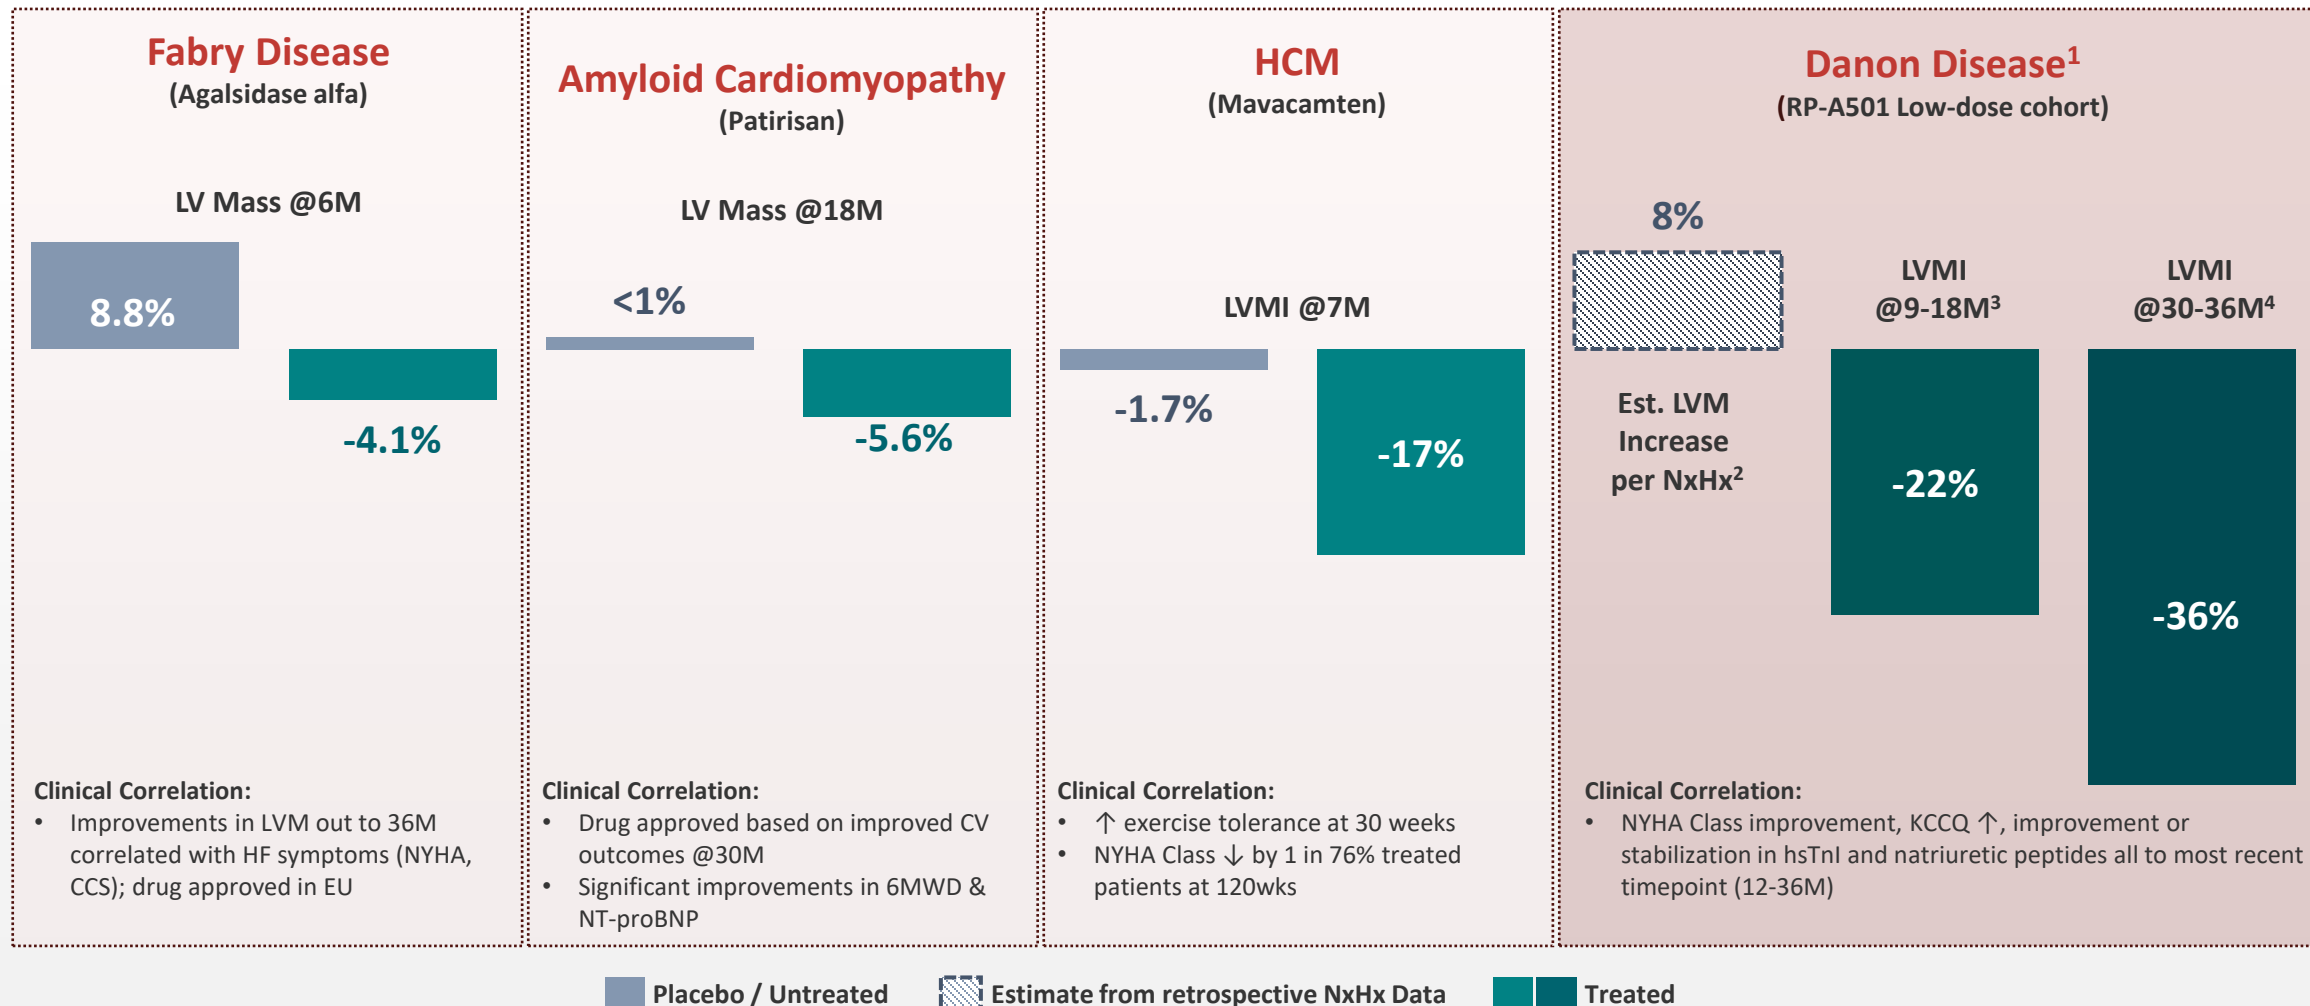 Fabry Disease
(Agalsidase alfa)
LV Mass @6M
8.8%
-4.1%
Clinical Correlation:
• Improvements in LVM out to 36M
correlated with HF symptoms (NYHA,
CCS); drug approved in EU
Amyloid Cardiomyopathy
(Patirisan)
LV Mass @18M
<1%
-5.6%
Clinical Correlation:
• Drug approved based on improved CV
outcomes @30M
• Significant improvements in 6MWD &
NT-proBNP
HCM
(Mavacamten)
LVMI @7M
-1.7%
-17%
Clinical Correlation:
• ↑ exercise tolerance at 30 weeks
• NYHA Class ↓ by 1 in 76% treated
patients at 120wks
Danon Disease¹
(RP-A501 Low-dose cohort)
8%
Est. LVM
Increase
per NxHx²
LVMI
@9-18M³
-22%
LVMI
@30-36M⁴
-36%
Clinical Correlation:
• NYHA Class improvement, KCCQ ↑, improvement or
stabilization in hsTnI and natriuretic peptides all to most recent
timepoint (12-36M)
Placebo / Untreated
Estimate from retrospective NxHx Data
Treated